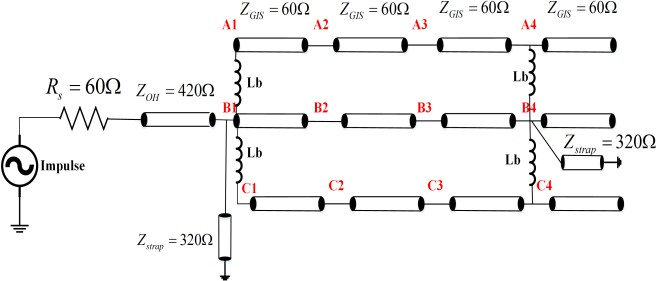 Z_GIS = 60Ω Z_GIS = 60Ω Z_GIS = 60Ω Z_GIS = 60Ω
A1 A2 A3 A4
R_s = 60Ω
Z_OH = 420Ω
Lb Lb
B1 B2 B3 B4
Z_strap = 320Ω
Impulse
Lb Lb
C1 C2 C3 C4
Z_strap = 320Ω